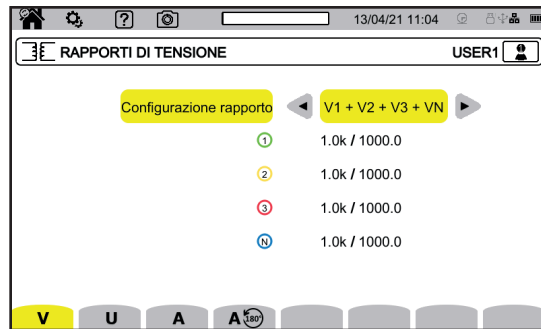 ? 13/04/21 11:04
RAPPORTI DI TENSIONE USER1
Configurazione rapporto V1 + V2 + V3 + VN
1 1.0k / 1000.0
2 1.0k / 1000.0
3 1.0k / 1000.0
N 1.0k / 1000.0
V U A A 180°